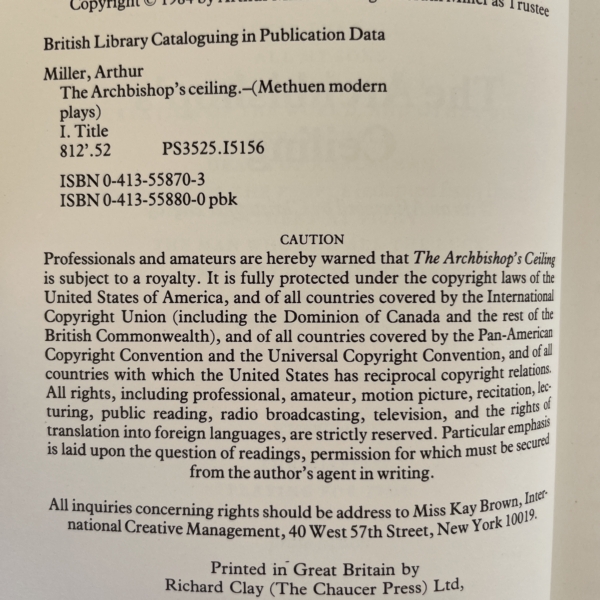 Copyright © 1984 by Arthur Miller as Trustee
British Library Cataloguing in Publication Data
Miller, Arthur
The Archbishop's ceiling.—(Methuen modern
plays)
I. Title
812'.52 PS3525.I5156
ISBN 0-413-55870-3
ISBN 0-413-55880-0 pbk
CAUTION
Professionals and amateurs are hereby warned that The Archbishop's Ceiling
is subject to a royalty. It is fully protected under the copyright laws of the
United States of America, and of all countries covered by the International
Copyright Union (including the Dominion of Canada and the rest of the
British Commonwealth), and of all countries covered by the Pan-American
Copyright Convention and the Universal Copyright Convention, and of all
countries with which the United States has reciprocal copyright relations.
All rights, including professional, amateur, motion picture, recitation, lec-
turing, public reading, radio broadcasting, television, and the rights of
translation into foreign languages, are strictly reserved. Particular emphasis
is laid upon the question of readings, permission for which must be secured
from the author's agent in writing.
All inquiries concerning rights should be address to Miss Kay Brown, Inter-
national Creative Management, 40 West 57th Street, New York 10019.
Printed in Great Britain by
Richard Clay (The Chaucer Press) Ltd,